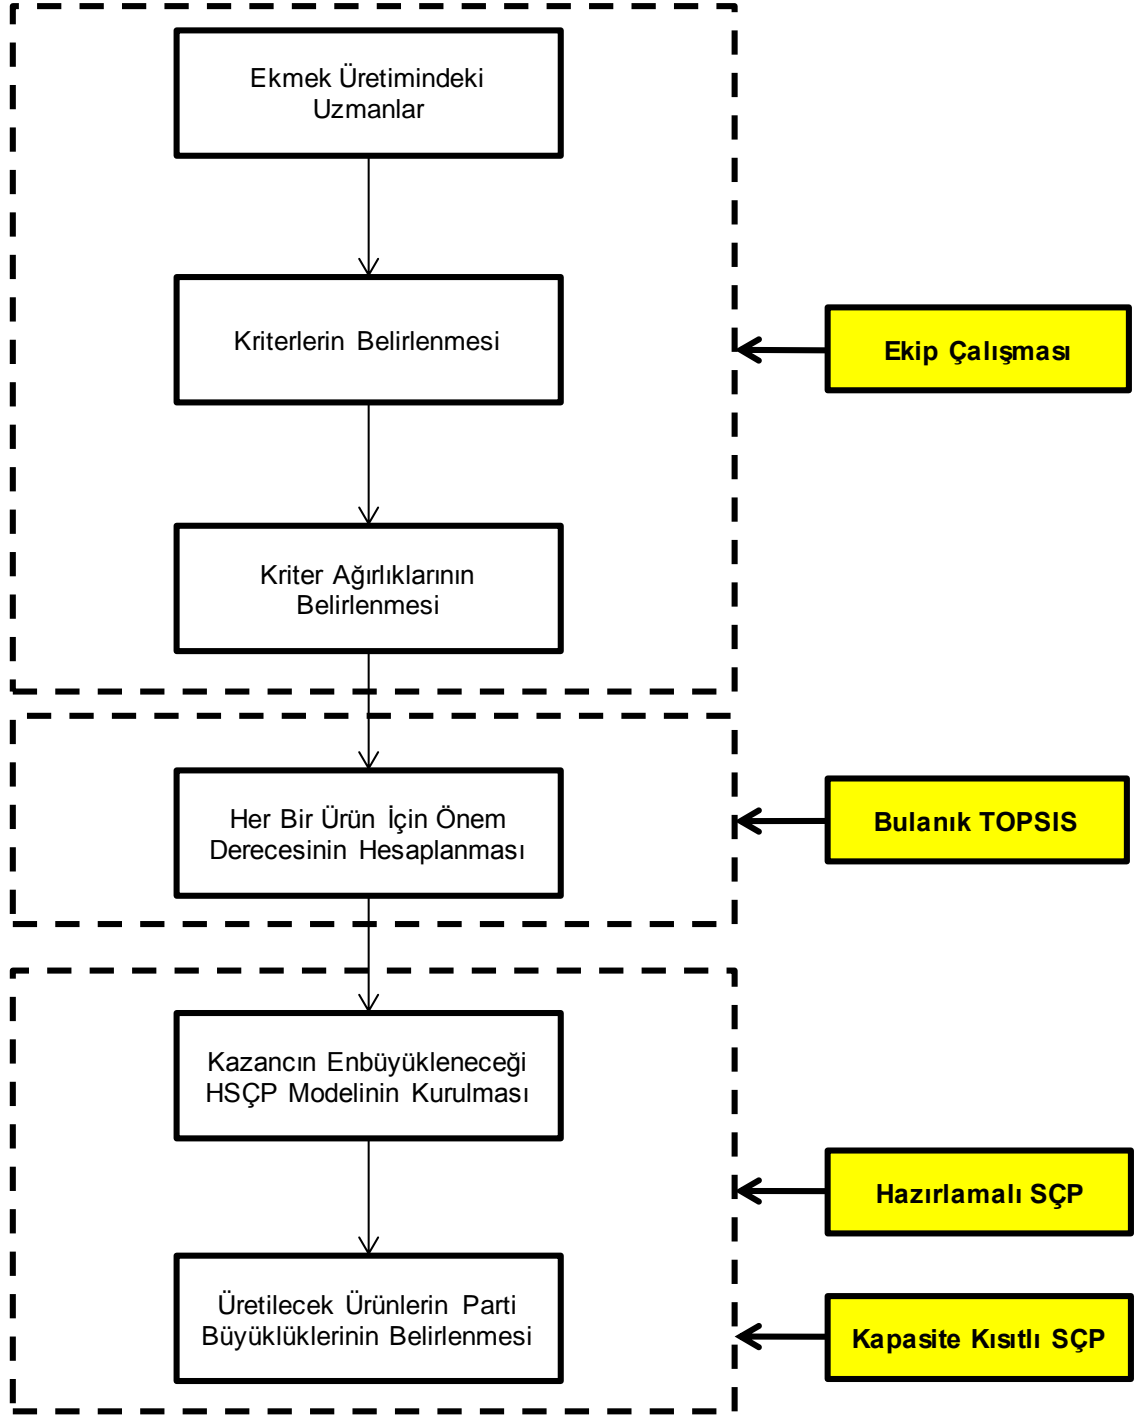 Ekmek Üretimindeki
Uzmanlar
Kriterlerin Belirlenmesi
Ekip Çalışması
Kriter Ağırlıklarının
Belirlenmesi
Her Bir Ürün İçin Önem
Derecesinin Hesaplanması
Bulanık TOPSIS
Kazancın Enbüyükleneceği
HSÇP Modelinin Kurulması
Hazırlamalı SÇP
Üretilecek Ürünlerin Parti
Büyüklüklerinin Belirlenmesi
Kapasite Kısıtlı SÇP